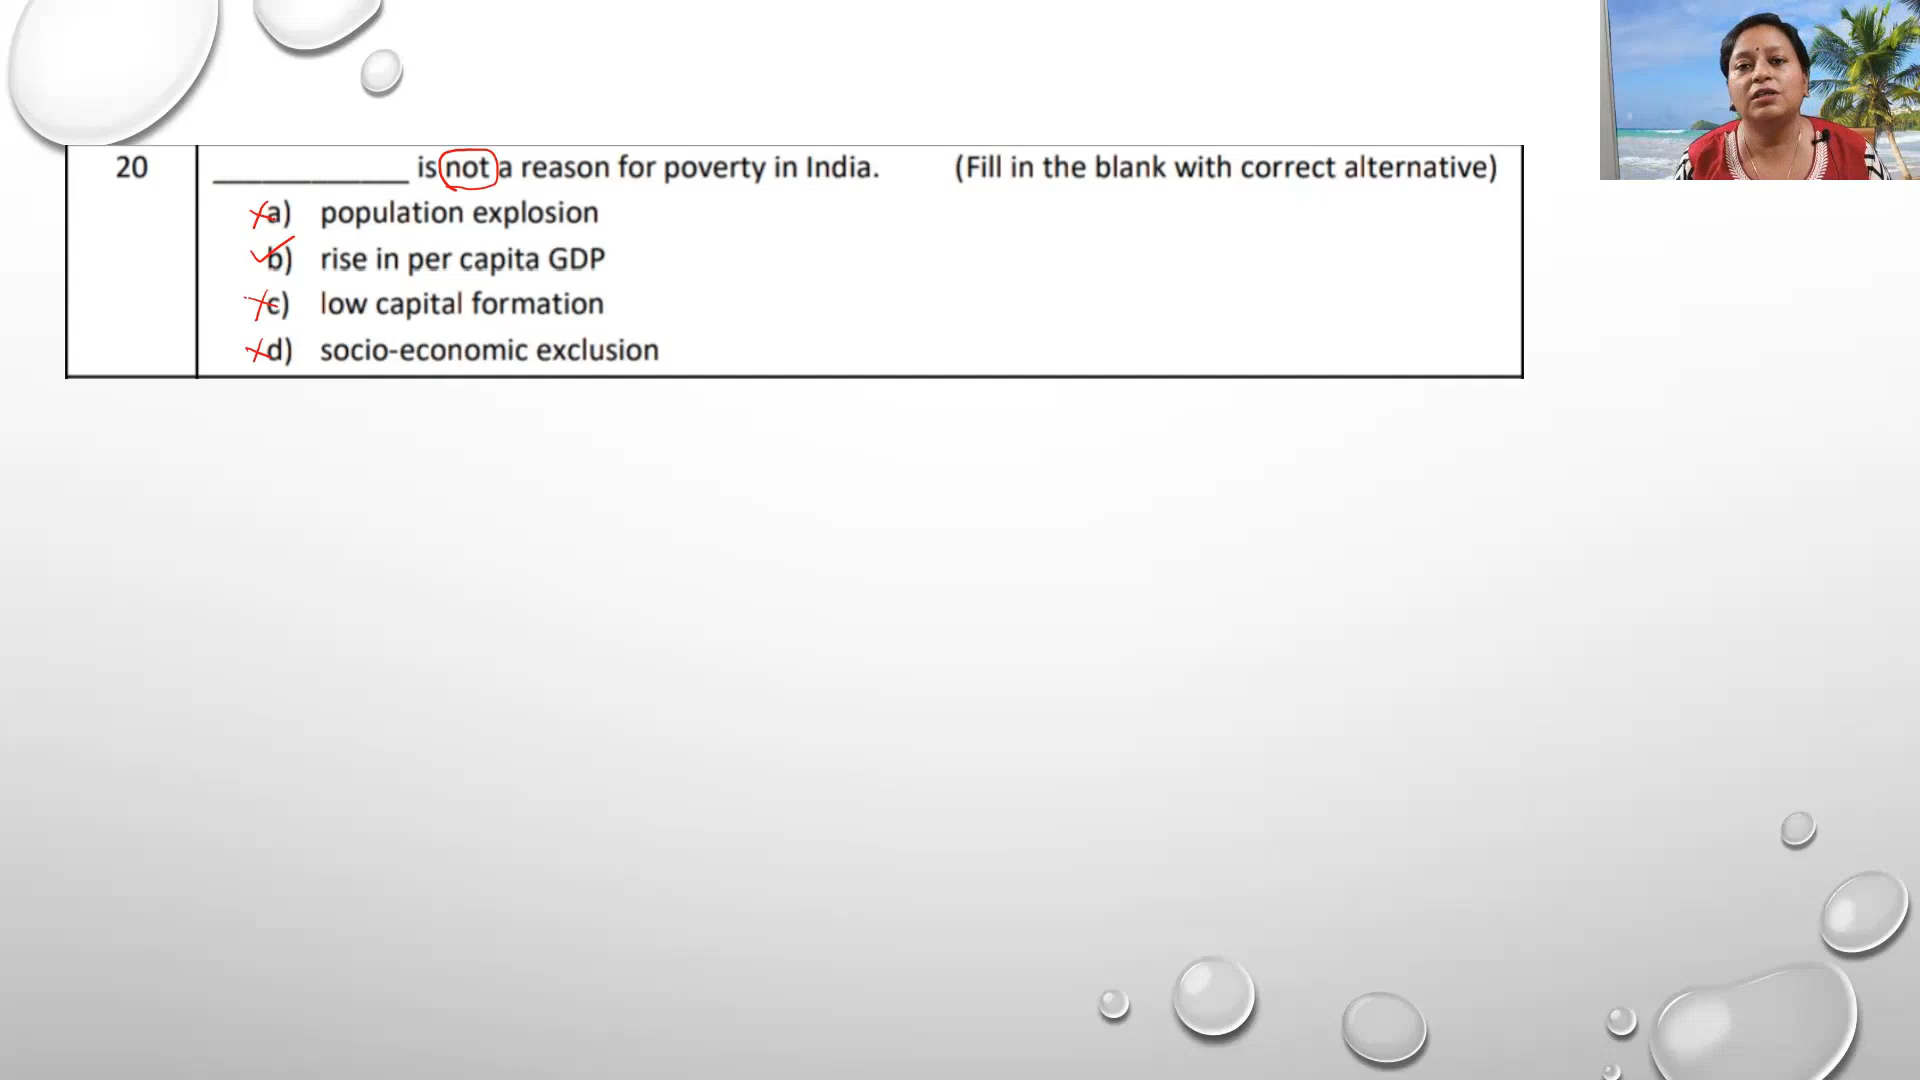 20 ____________ is not a reason for poverty in India. (Fill in the blank with correct alternative)
a) population explosion
b) rise in per capita GDP
c) low capital formation
d) socio-economic exclusion